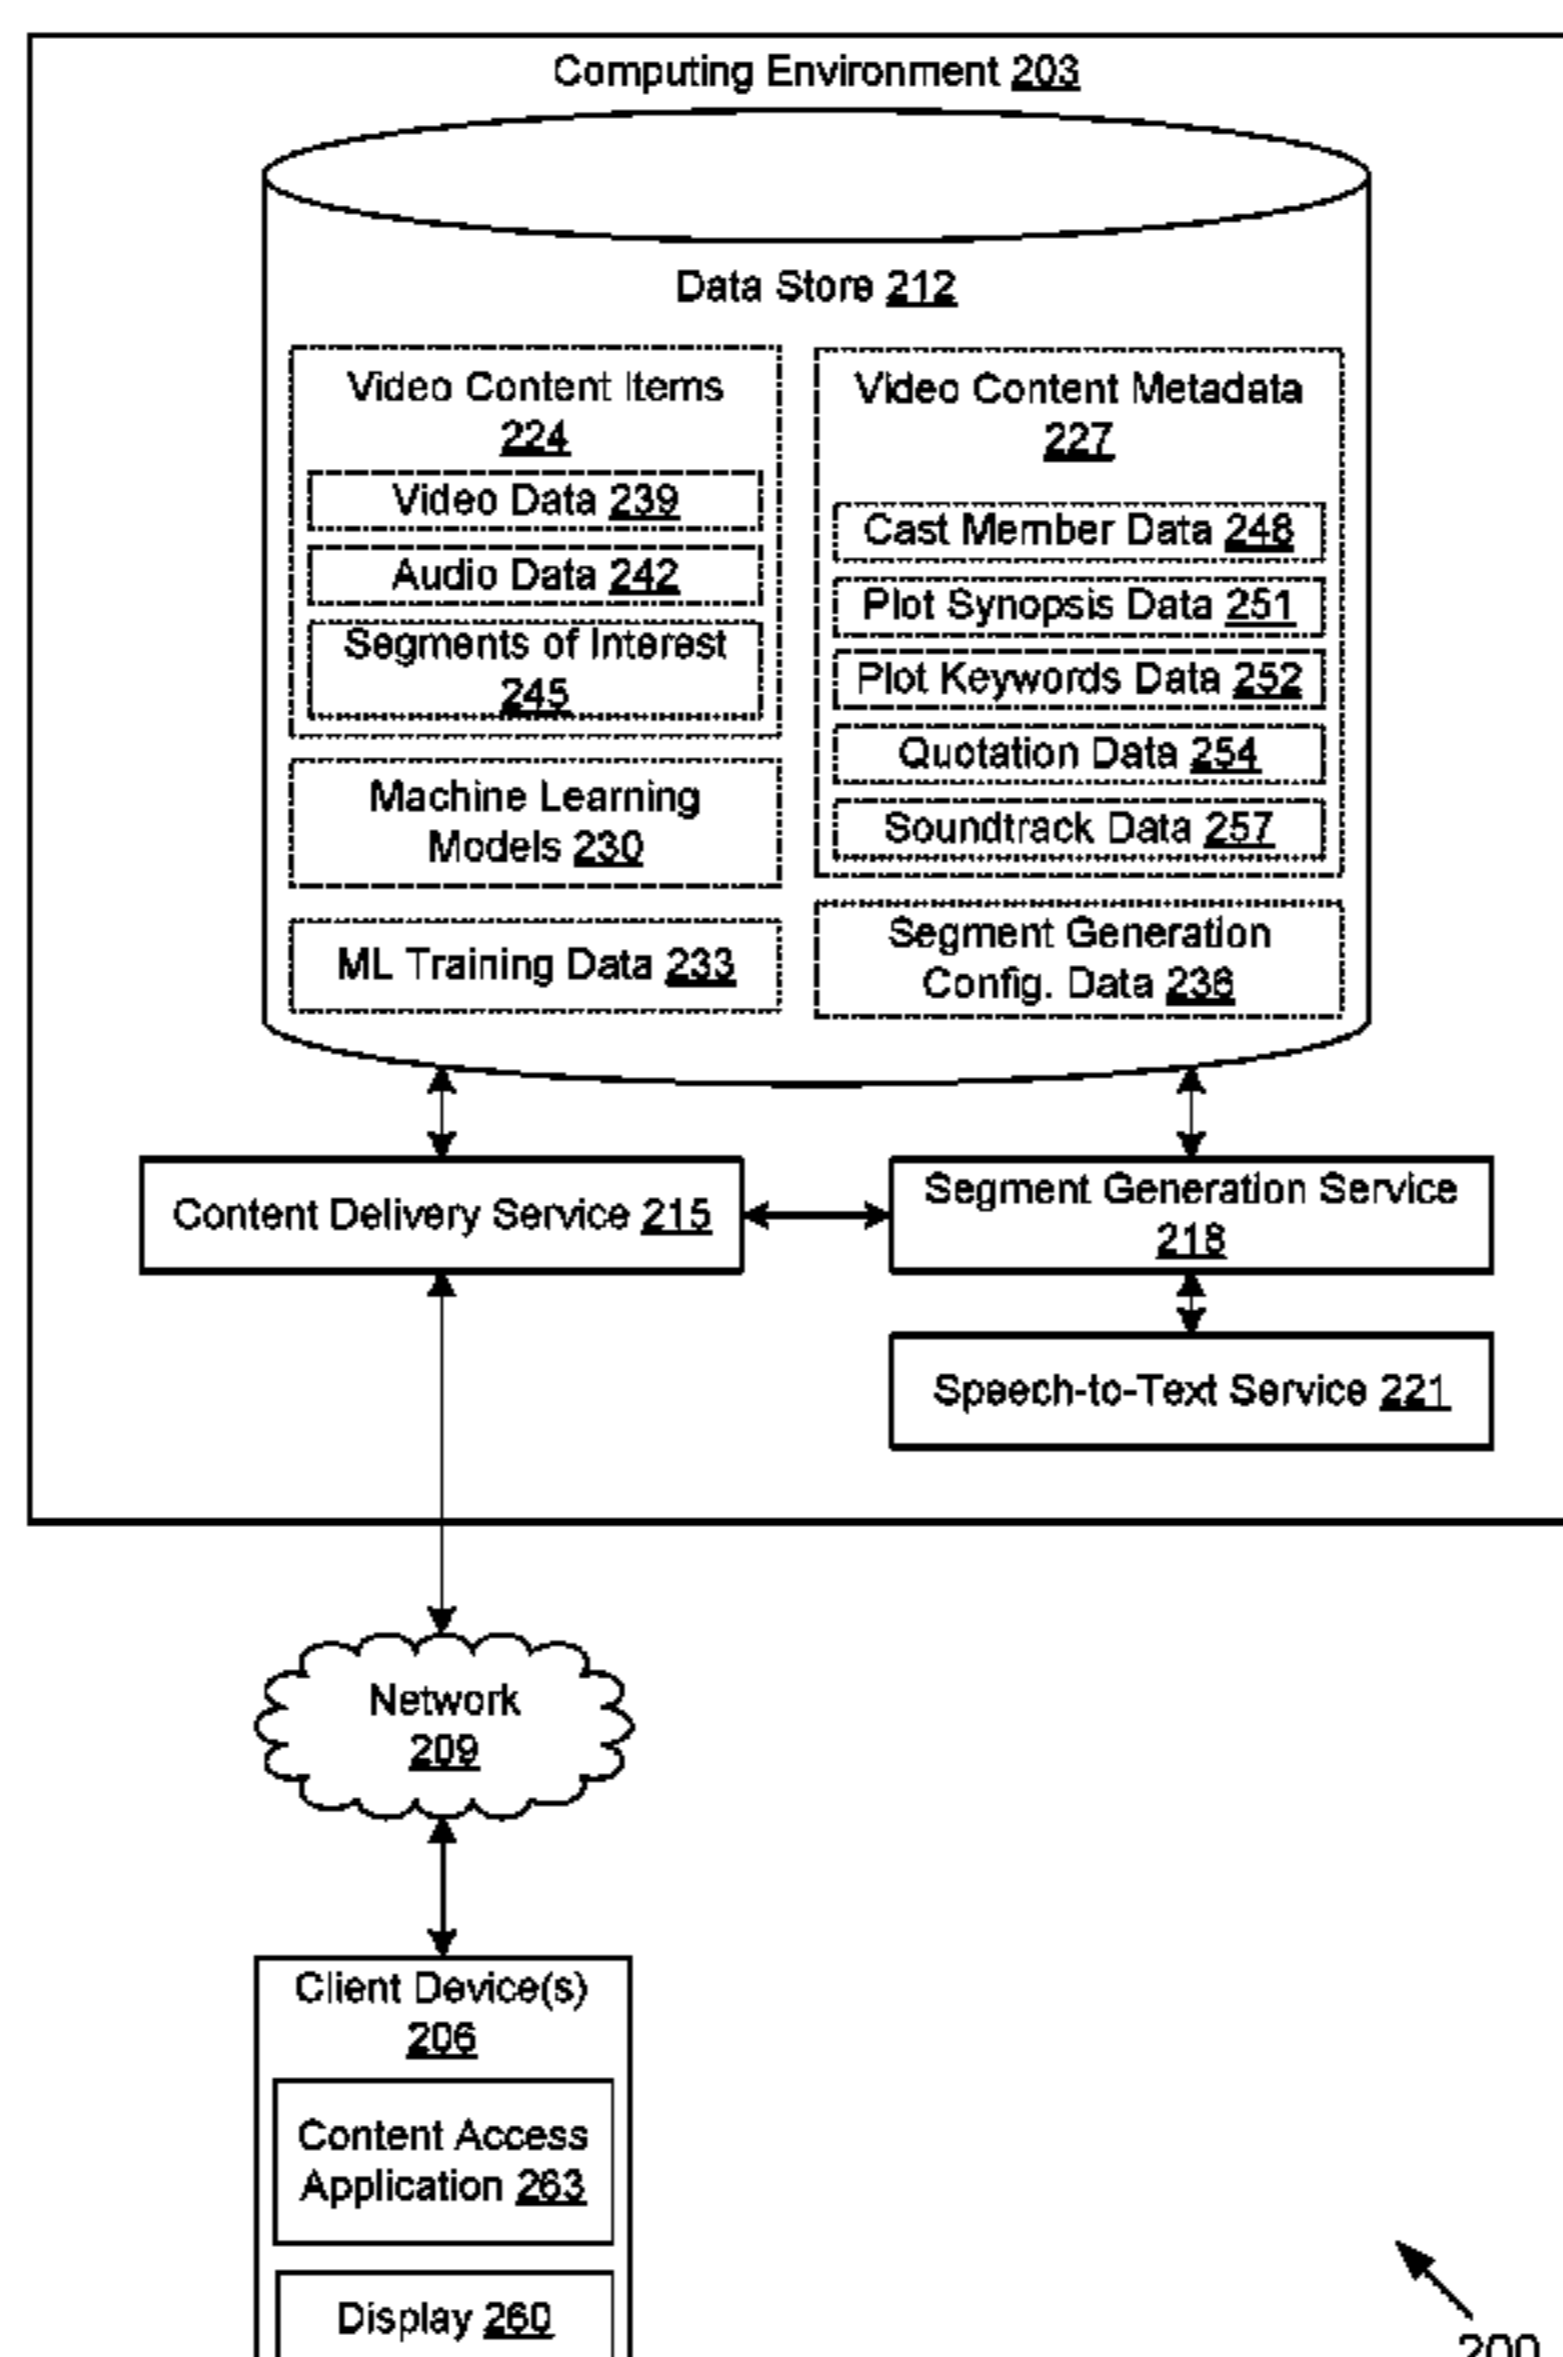 Computing Environment 203
Data Store 212
Video Content Items
224
Video Data 239
Audio Data 242
Segments of Interest
245
Machine Learning
Models 230
ML Training Data 233
Video Content Metadata
227
Cast Member Data 248
Plot Synopsis Data 251
Plot Keywords Data 252
Quotation Data 254
Soundtrack Data 257
Segment Generation
Config. Data 236
Content Delivery Service 215
Segment Generation Service
218
Speech-to-Text Service 221
Network
209
Client Device(s)
206
Content Access
Application 263
Display 260
200